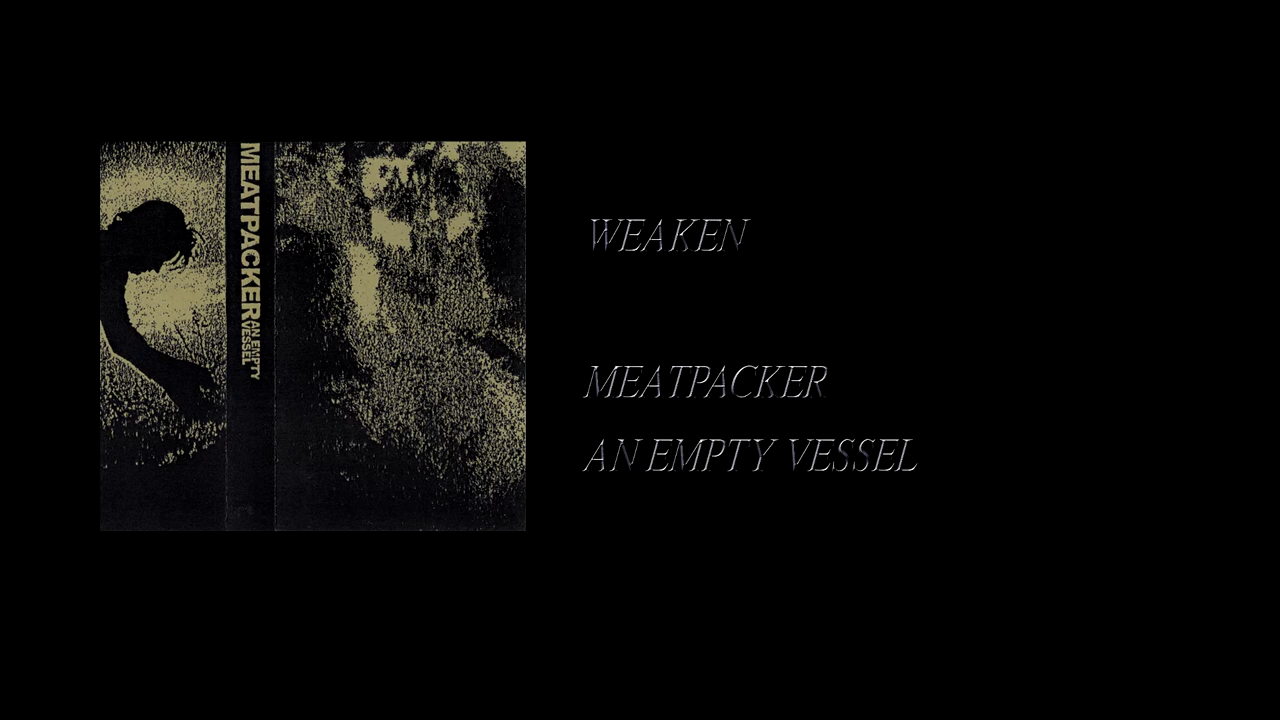 MEATPACKER
AN EMPTY
VESSEL
WEAKEN
MEATPACKER
AN EMPTY VESSEL